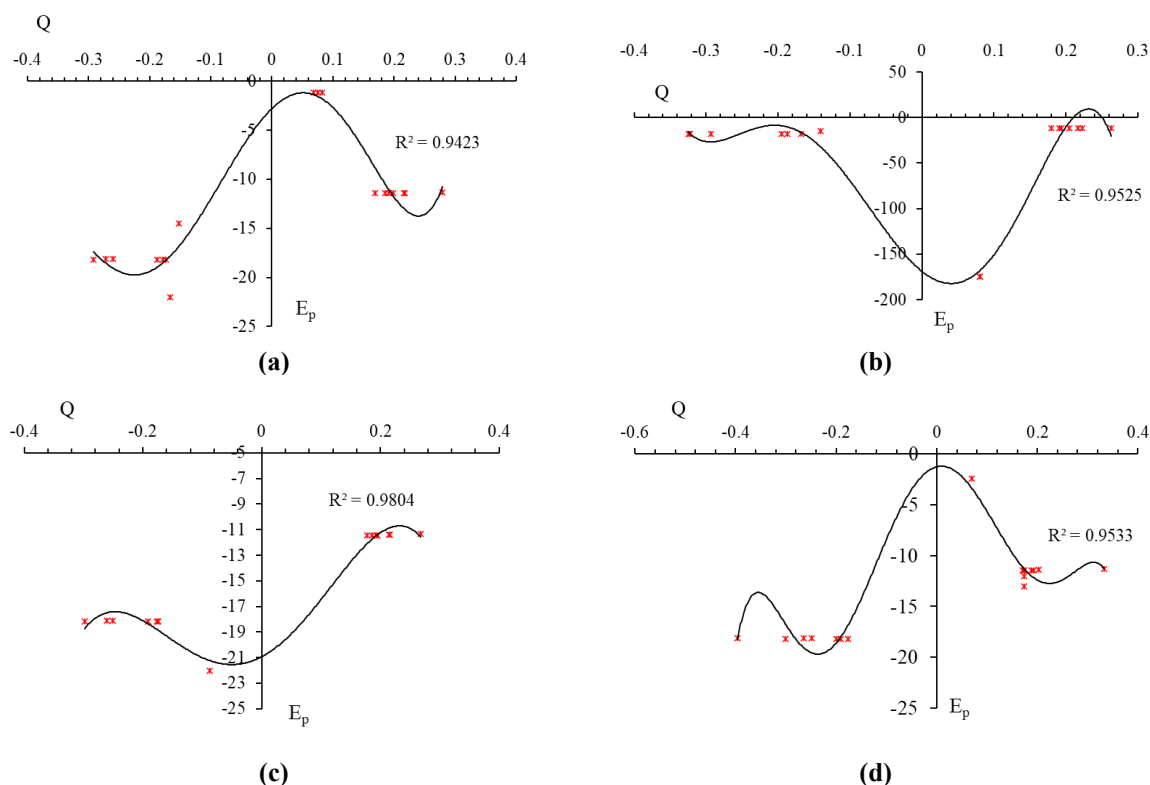 Q
-0.4 -0.3 -0.2 -0.1 0 0.1 0.2 0.3 0.4
0
-5
-10
-15
-20
-25
R² = 0.9423
Eₚ
(a)
-0.4 -0.3 -0.2 -0.1 0 0.1 0.2 0.3
Q
50
0
-50
-100
-150
-200
R² = 0.9525
Eₚ
(b)
Q
-0.4 -0.2 0 0.2 0.4
-5
-7
-9
-11
-13
-15
-17
-19
-21
-23
-25
R² = 0.9804
Eₚ
(c)
Q
-0.6 -0.4 -0.2 0 0.2 0.4
0
-5
-10
-15
-20
-25
R² = 0.9533
Eₚ
(d)